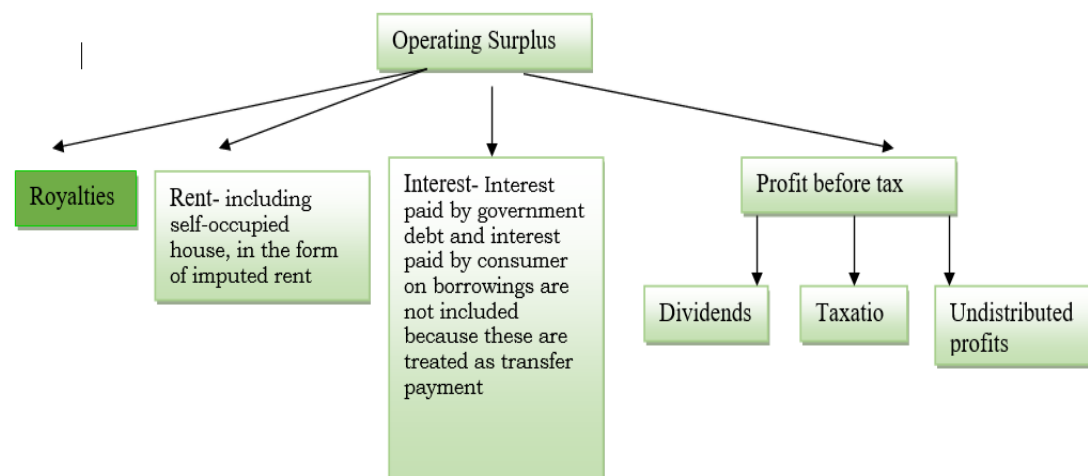 Operating Surplus
Royalties
Rent- including
self-occupied
house, in the form
of imputed rent
Interest- Interest
paid by government
debt and interest
paid by consumer
on borrowings are
not included
because these are
treated as transfer
payment
Profit before tax
Dividends
Taxatio
Undistributed
profits